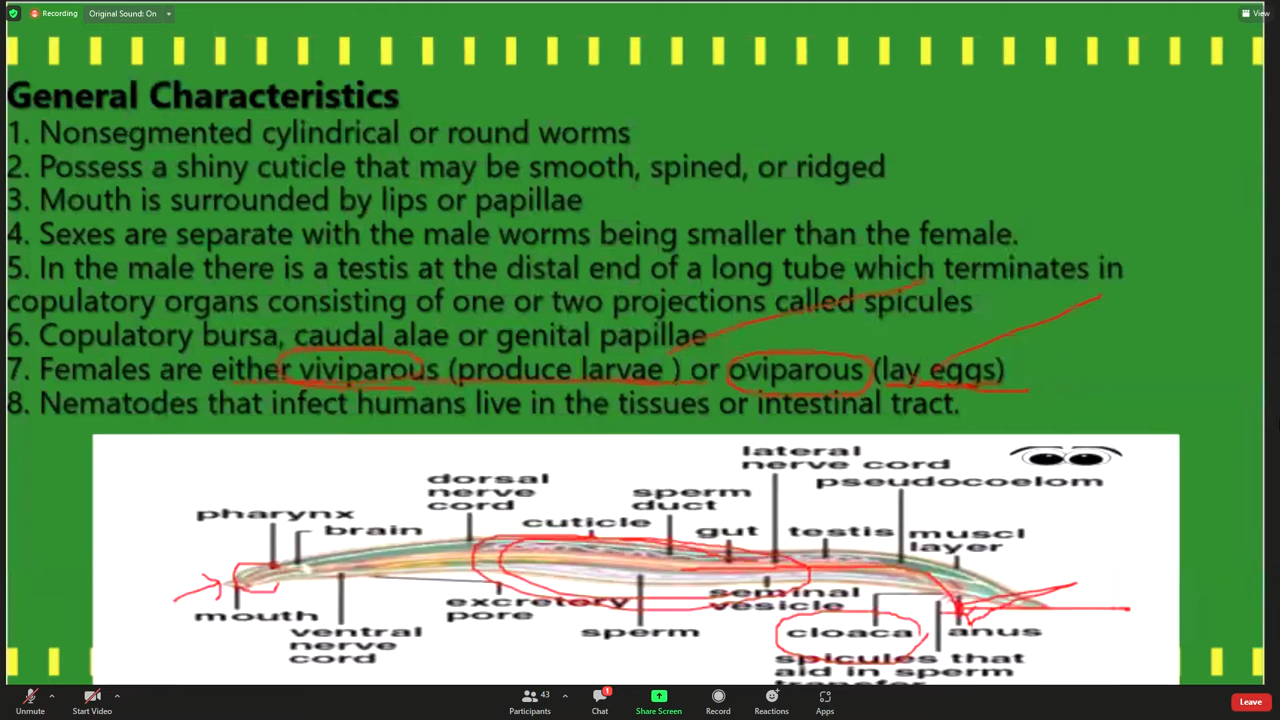 Recording
Original Sound: On
View
General Characteristics
1. Nonsegmented cylindrical or round worms
2. Possess a shiny cuticle that may be smooth, spined, or ridged
3. Mouth is surrounded by lips or papillae
4. Sexes are separate with the male worms being smaller than the female.
5. In the male there is a testis at the distal end of a long tube which terminates in
copulatory organs consisting of one or two projections called spicules
6. Copulatory bursa, caudal alae or genital papillae
7. Females are either viviparous (produce larvae ) or oviparous (lay eggs)
8. Nematodes that infect humans live in the tissues or intestinal tract.
pharynx
brain
dorsal
nerve
cord
cuticle
sperm
duct
gut
lateral
nerve cord
testis
pseudocoelom
muscl
layer
mouth
ventral
nerve
cord
excretory
pore
sperm
seminal
vesicle
cloaca
anus
spicules that
aid in sperm
transfer
Unmute
Start Video
43
Participants
1
Chat
Share Screen
Record
Reactions
Apps
Leave